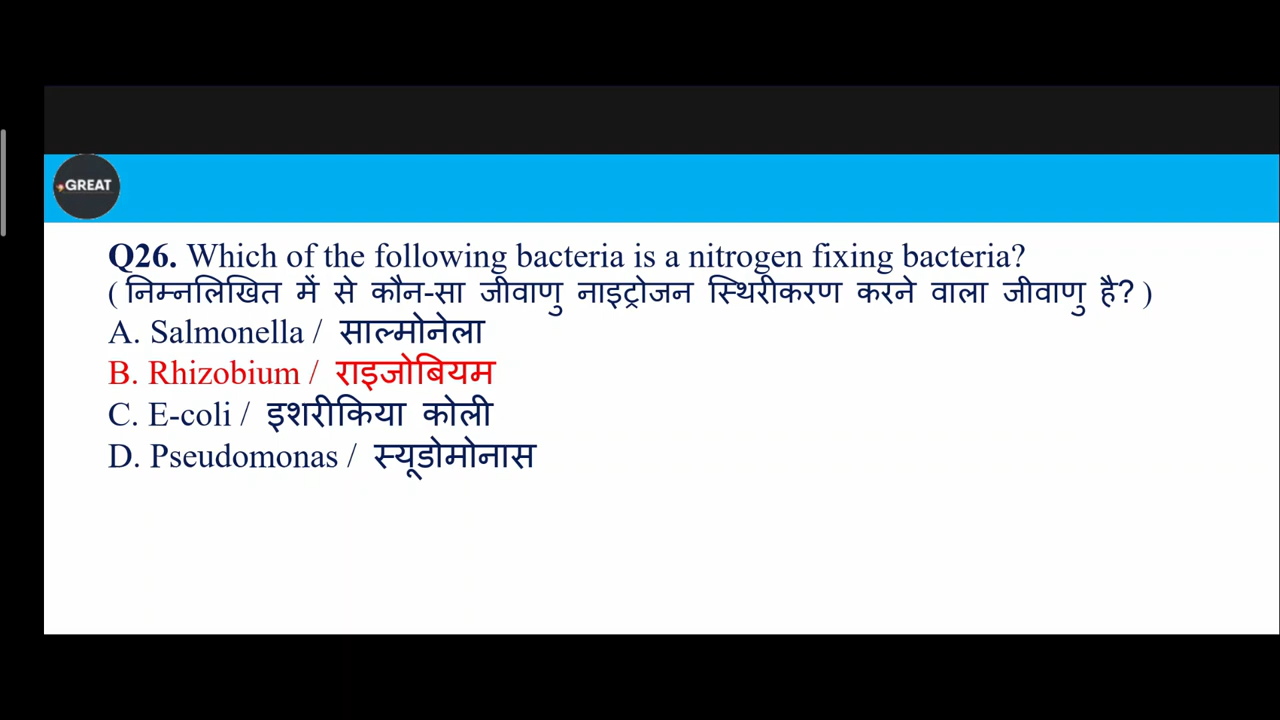 GREAT
Q26. Which of the following bacteria is a nitrogen fixing bacteria?
( निम्नलिखित में से कौन-सा जीवाणु नाइट्रोजन स्थिरीकरण करने वाला जीवाणु है? )
A. Salmonella / साल्मोनेला
B. Rhizobium / राइजोबियम
C. E-coli / इशरीकिया कोली
D. Pseudomonas / स्यूडोमोनास